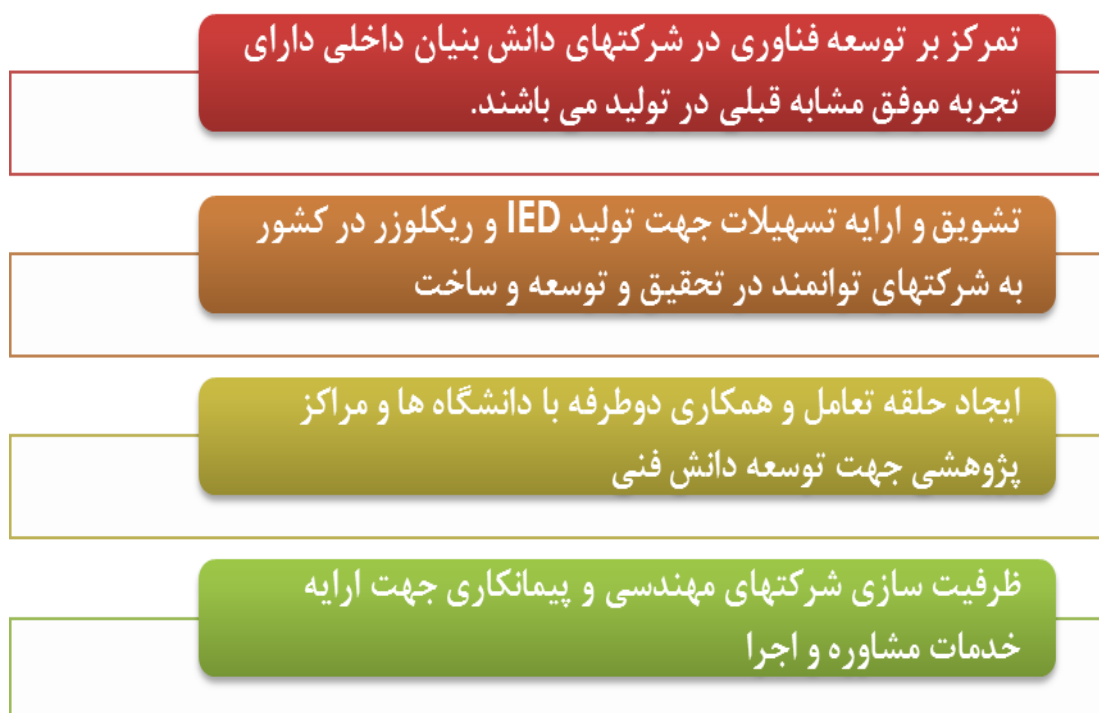 تمرکز بر توسعه فناوری در شرکتهای دانش بنیان داخلی دارای
تجربه موفق مشابه قبلی در تولید می باشند.
تشویق و ارایه تسهیلات جهت تولید IED و ریکلوزر در کشور
به شرکتهای توانمند در تحقیق و توسعه و ساخت
ایجاد حلقه تعامل و همکاری دوطرفه با دانشگاه ها و مراکز
پژوهشی جهت توسعه دانش فنی
ظرفیت سازی شرکتهای مهندسی و پیمانکاری جهت ارایه
خدمات مشاوره و اجرا